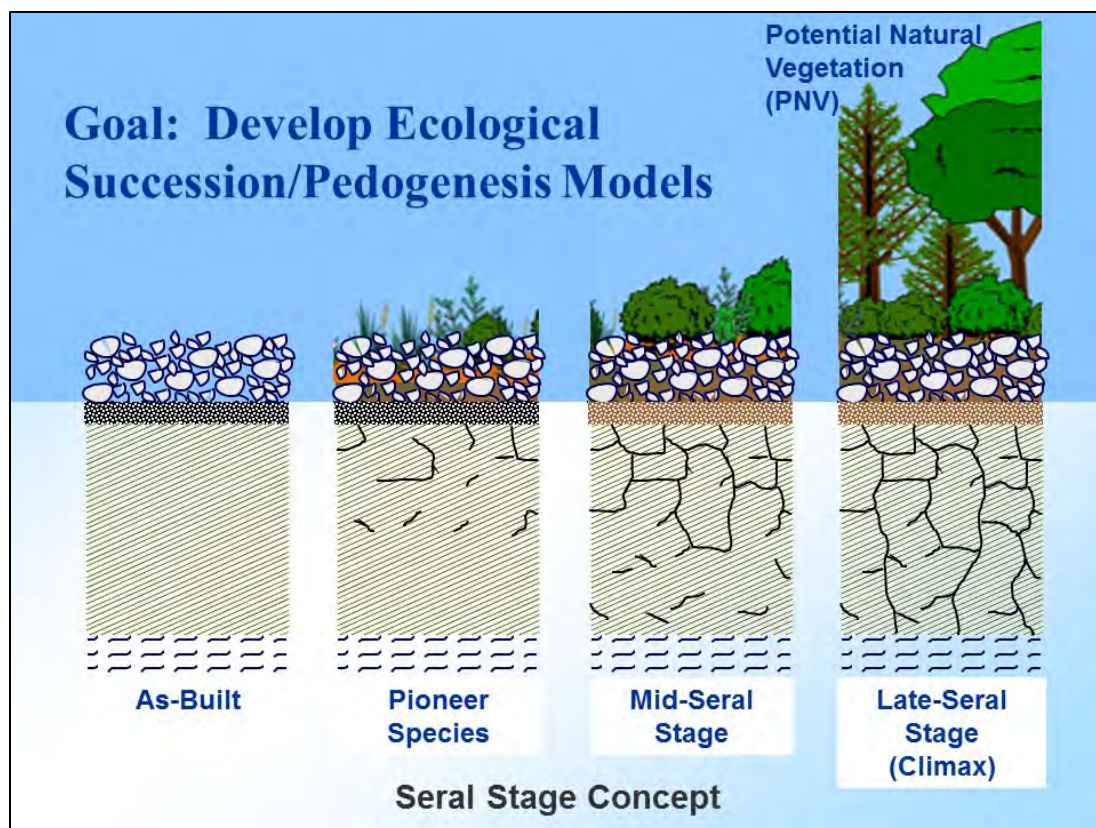 Potential Natural
Vegetation
(PNV)
Goal: Develop Ecological
Succession/Pedogenesis Models
As-Built
Pioneer
Species
Mid-Seral
Stage
Late-Seral
Stage
(Climax)
Seral Stage Concept